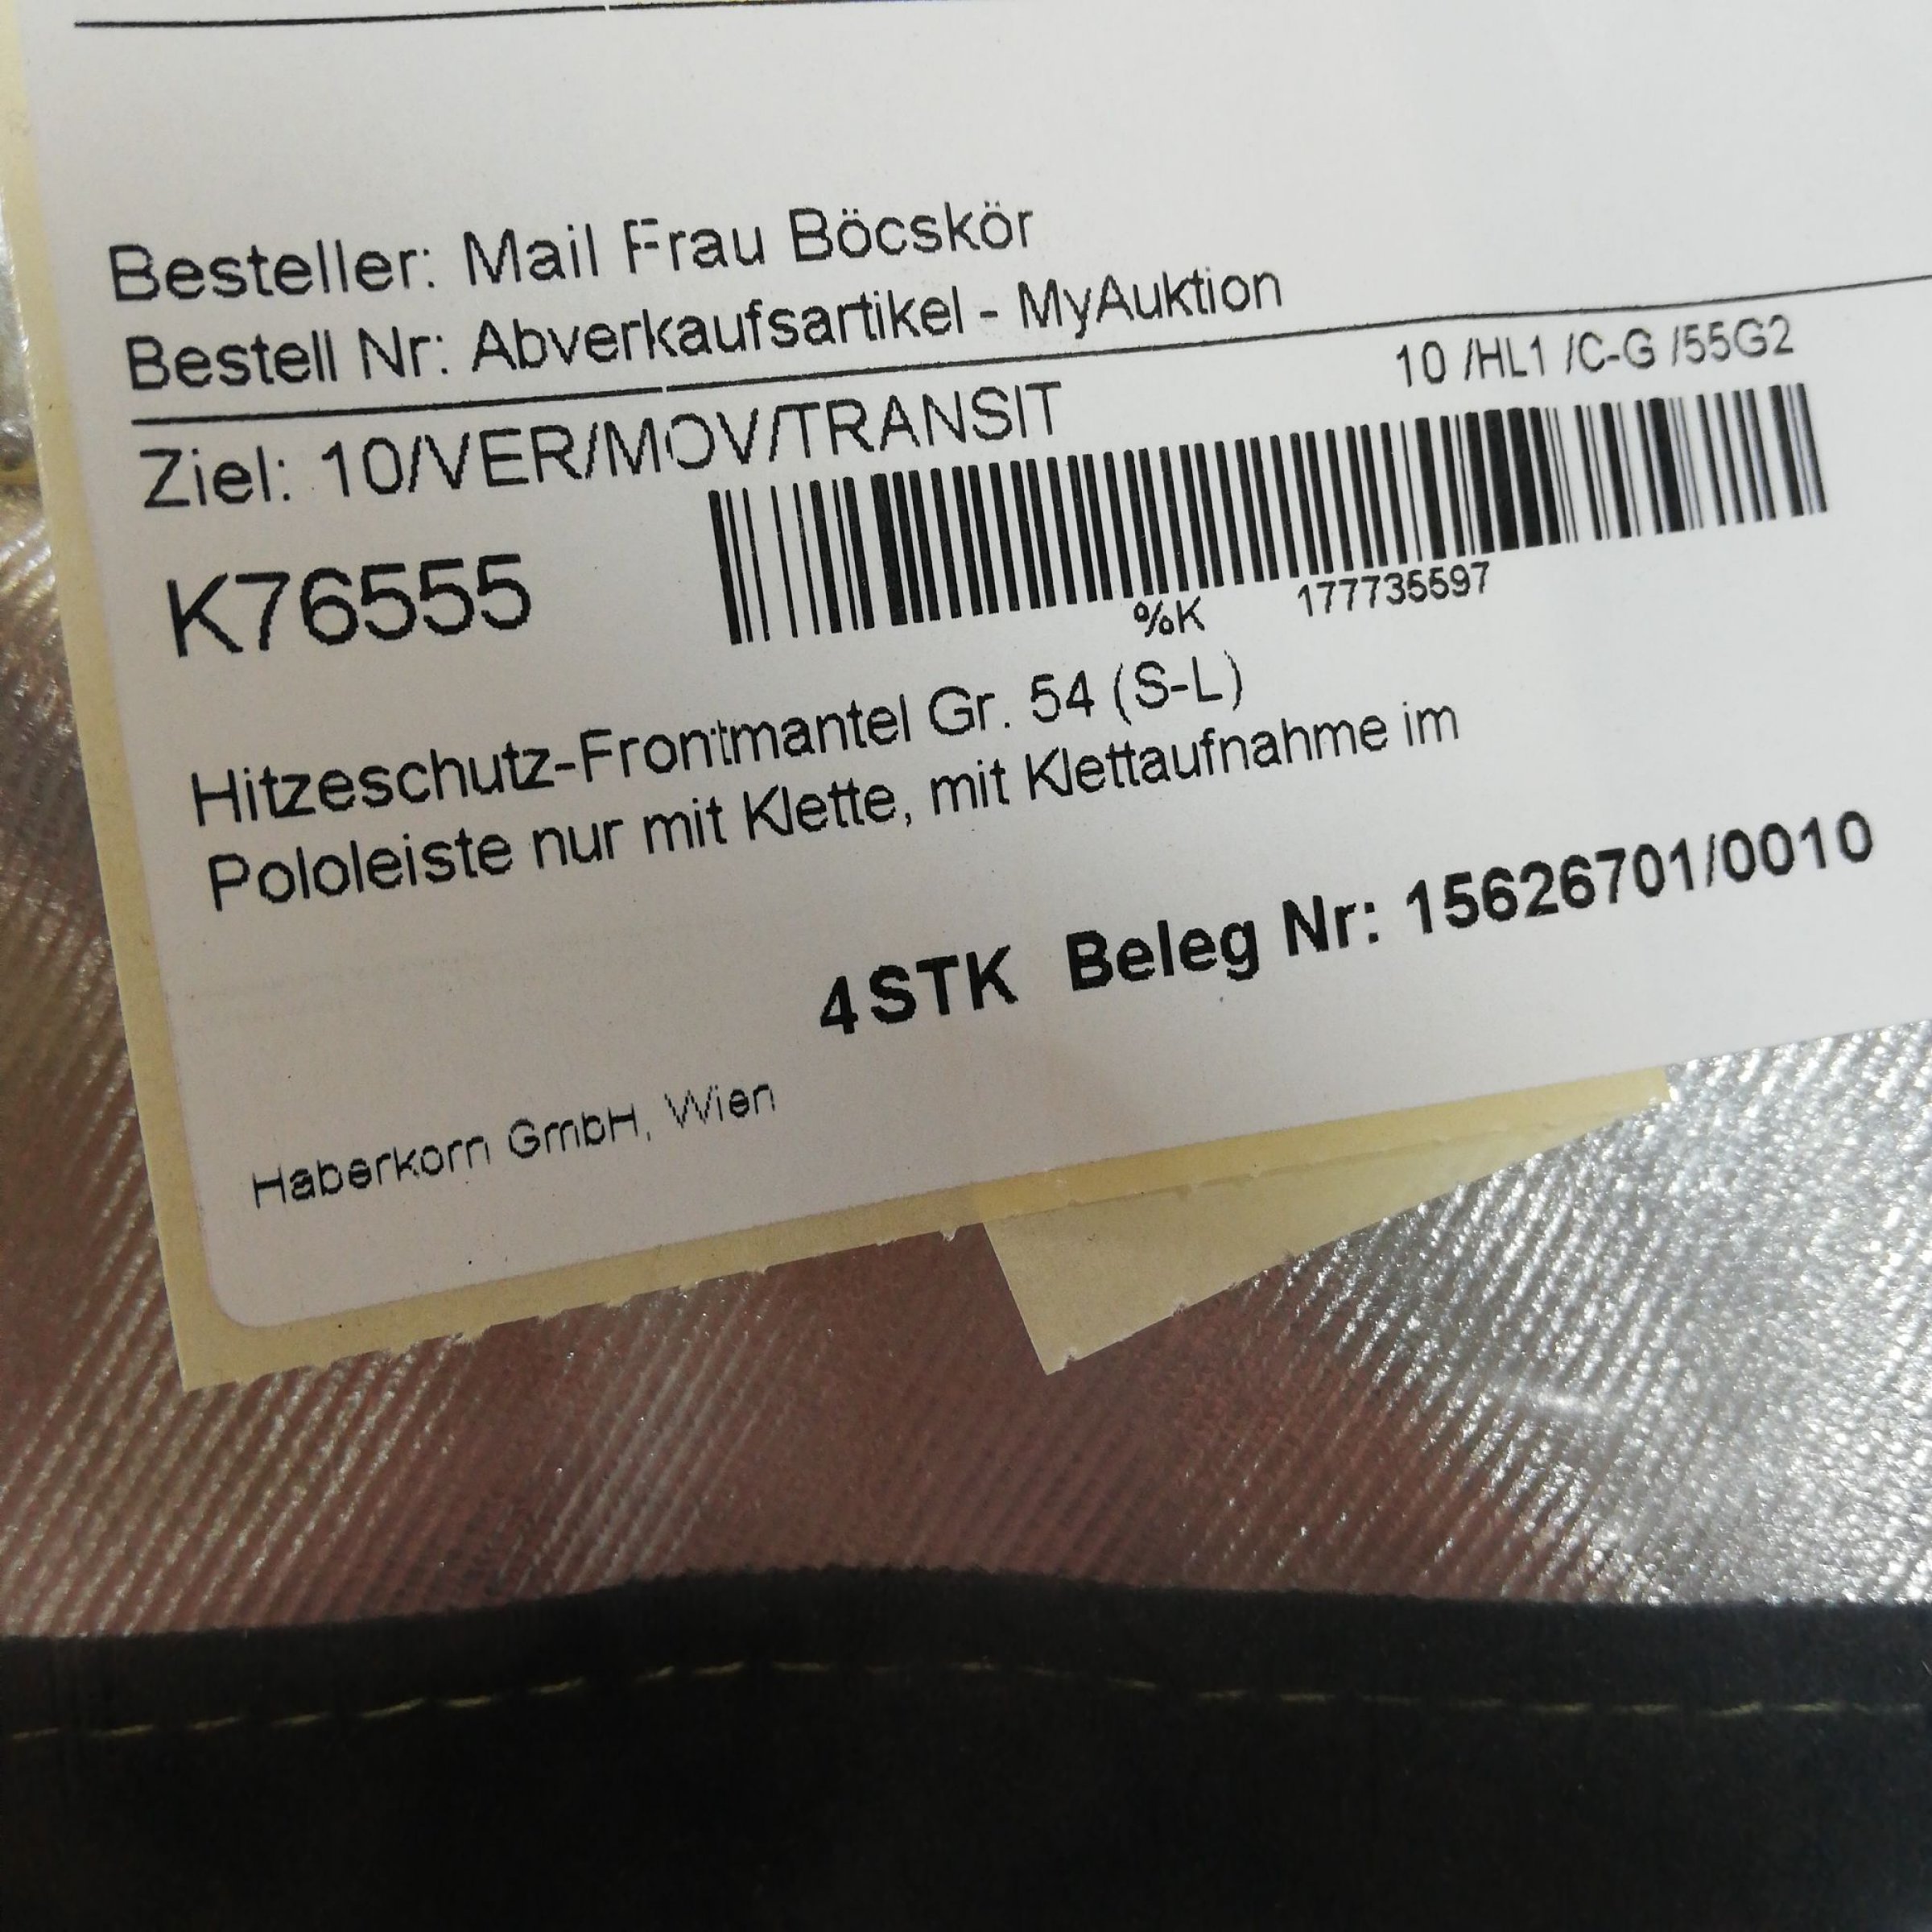 Besteller: Mail Frau Böcskör
Bestell Nr: Abverkaufsartikel - MyAuktion
Ziel: 10/VER/MOV/TRANSIT
10 /HL1 /C-G /55G2
K76555
%K 177735597
Hitzeschutz-Frontmantel Gr. 54 (S-L)
Pololeiste nur mit Klette, mit Klettaufnahme im
4STK Beleg Nr: 15626701/0010
Haberkorn GmbH, Wien